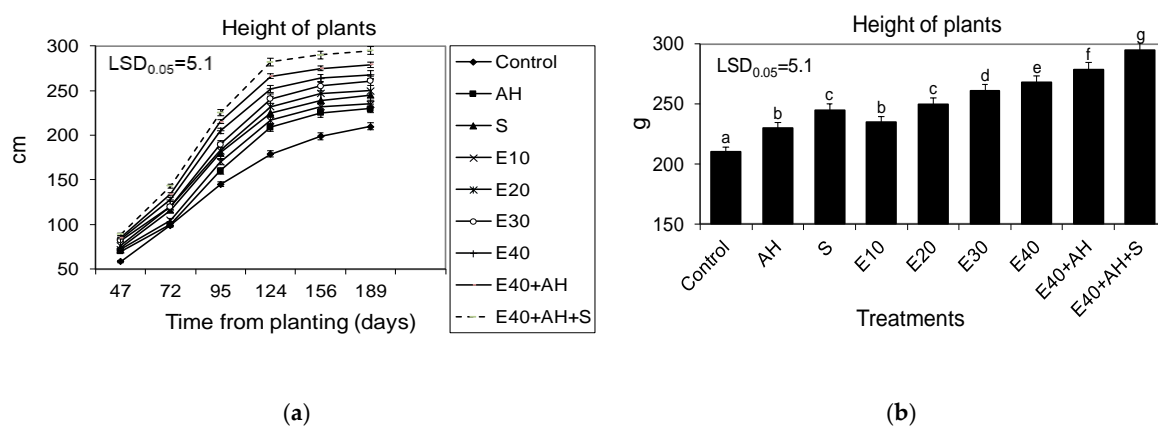 Height of plants
300
250
200
150
100
50
cm
LSD0.05=5.1
47 72 95 124 156 189
Time from planting (days)
Control
AH
S
E10
E20
E30
E40
E40+AH
E40+AH+S
(a)
Height of plants
300
250
200
150
g
LSD0.05=5.1
a b c b c d e f g
Control AH S E10 E20 E30 E40 E40+AH E40+AH+S
Treatments
(b)